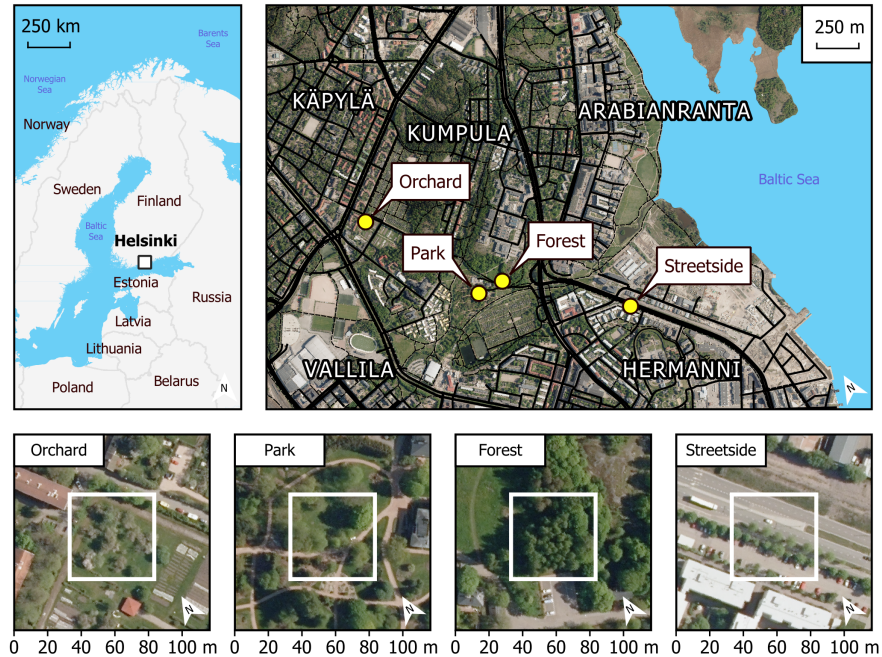 250 km
Barents
Sea
Norwegian
Sea
Norway
Sweden
Finland
Baltic
Sea
Helsinki
Estonia
Russia
Latvia
Lithuania
Poland
Belarus
N
250 m
KÄPYLÄ
KUMPULA
ARABIANRANTA
Orchard
Baltic Sea
Park
Forest
Streetside
VALLILA
HERMANNI
N
Orchard
N
0 20 40 60 80 100 m
Park
N
0 20 40 60 80 100 m
Forest
N
0 20 40 60 80 100 m
Streetside
N
0 20 40 60 80 100 m